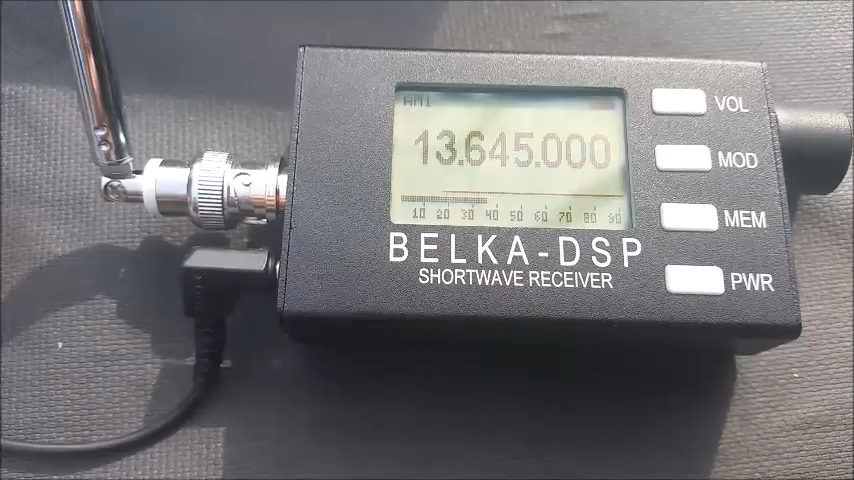 AM1
13.645.000
10 20 30 40 50 60 70 80 90
BELKA-DSP
SHORTWAVE RECEIVER
VOL
MOD
MEM
PWR